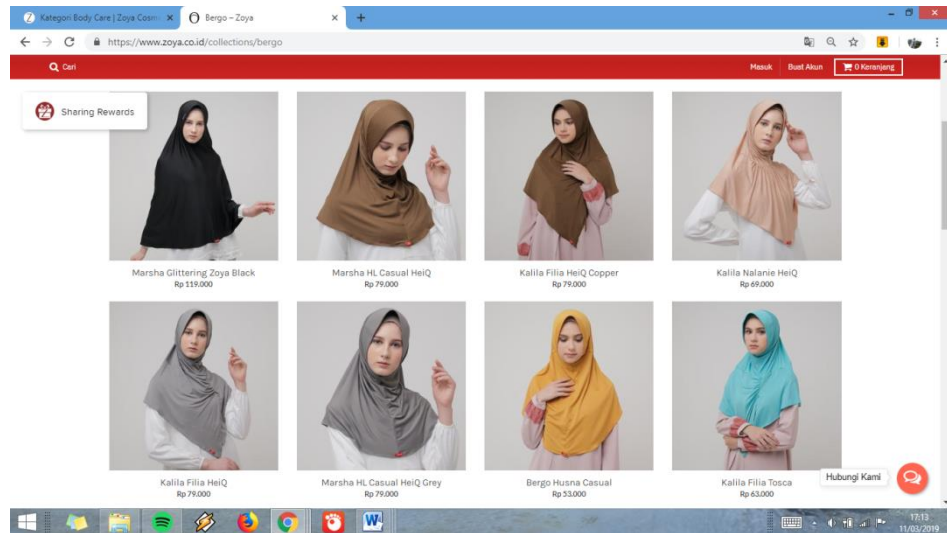 Kategori Body Care | Zoya Cosm
Bergo – Zoya
https://www.zoya.co.id/collections/bergo
Cari
Masuk
Buat Akun
0 Keranjang
Sharing Rewards
Marsha Glittering Zoya Black
Rp 119.000
Marsha HL Casual HeiQ
Rp 79.000
Kalila Filia HeiQ Copper
Rp 79.000
Kalila Nalanie HeiQ
Rp 69.000
Kalila Filia HeiQ
Rp 79.000
Marsha HL Casual HeiQ Grey
Rp 79.000
Bergo Husna Casual
Rp 53.000
Kalila Filia Tosca
Rp 63.000
Hubungi Kami
17:13
11/03/2019